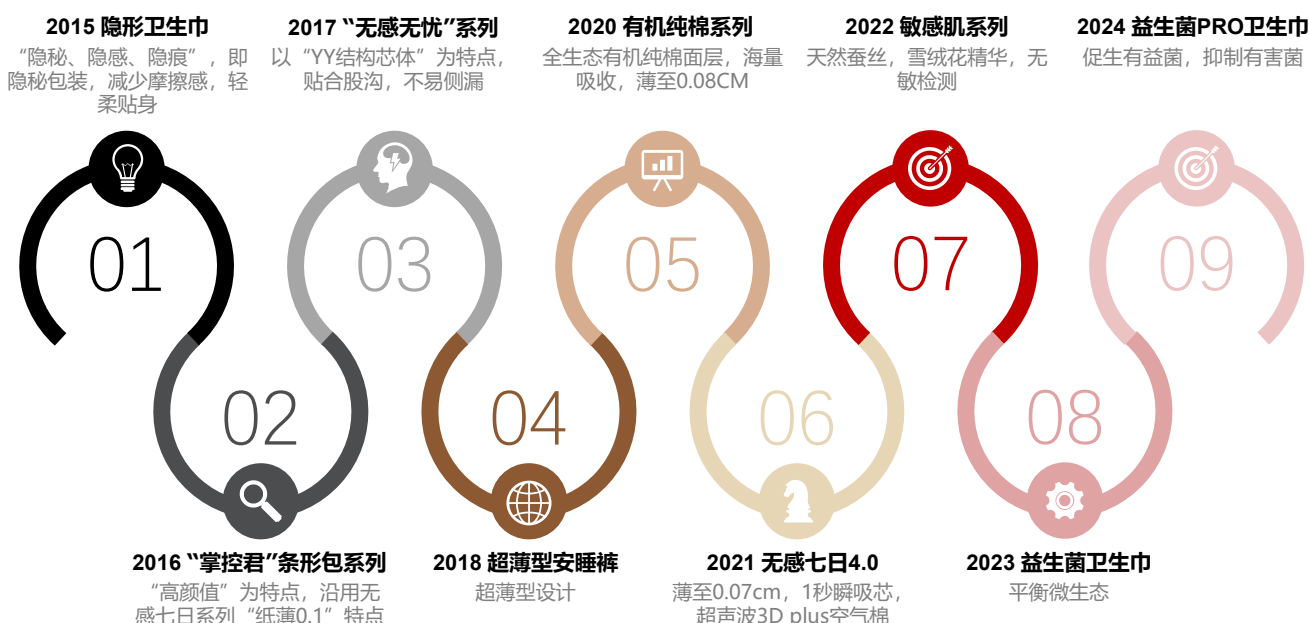 2015 隐形卫生巾
“隐秘、隐感、隐痕”，即
隐秘包装，减少摩擦感，轻
柔贴身
2017 “无感无忧”系列
以“YY结构芯体”为特点，
贴合股沟，不易侧漏
2020 有机纯棉系列
全生态有机纯棉面层，海量
吸收，薄至0.08CM
2022 敏感肌系列
天然蚕丝，雪绒花精华，无
敏检测
2024 益生菌PRO卫生巾
促生有益菌，抑制有害菌
01
03
05
07
09
02
04
06
08
2016 “掌控君”条形包系列
“高颜值”为特点，沿用无
感七日系列“纸薄0.1”特点
2018 超薄型安睡裤
超薄型设计
2021 无感七日4.0
薄至0.07cm，1秒瞬吸芯，
超声波3D plus空气棉
2023 益生菌卫生巾
平衡微生态